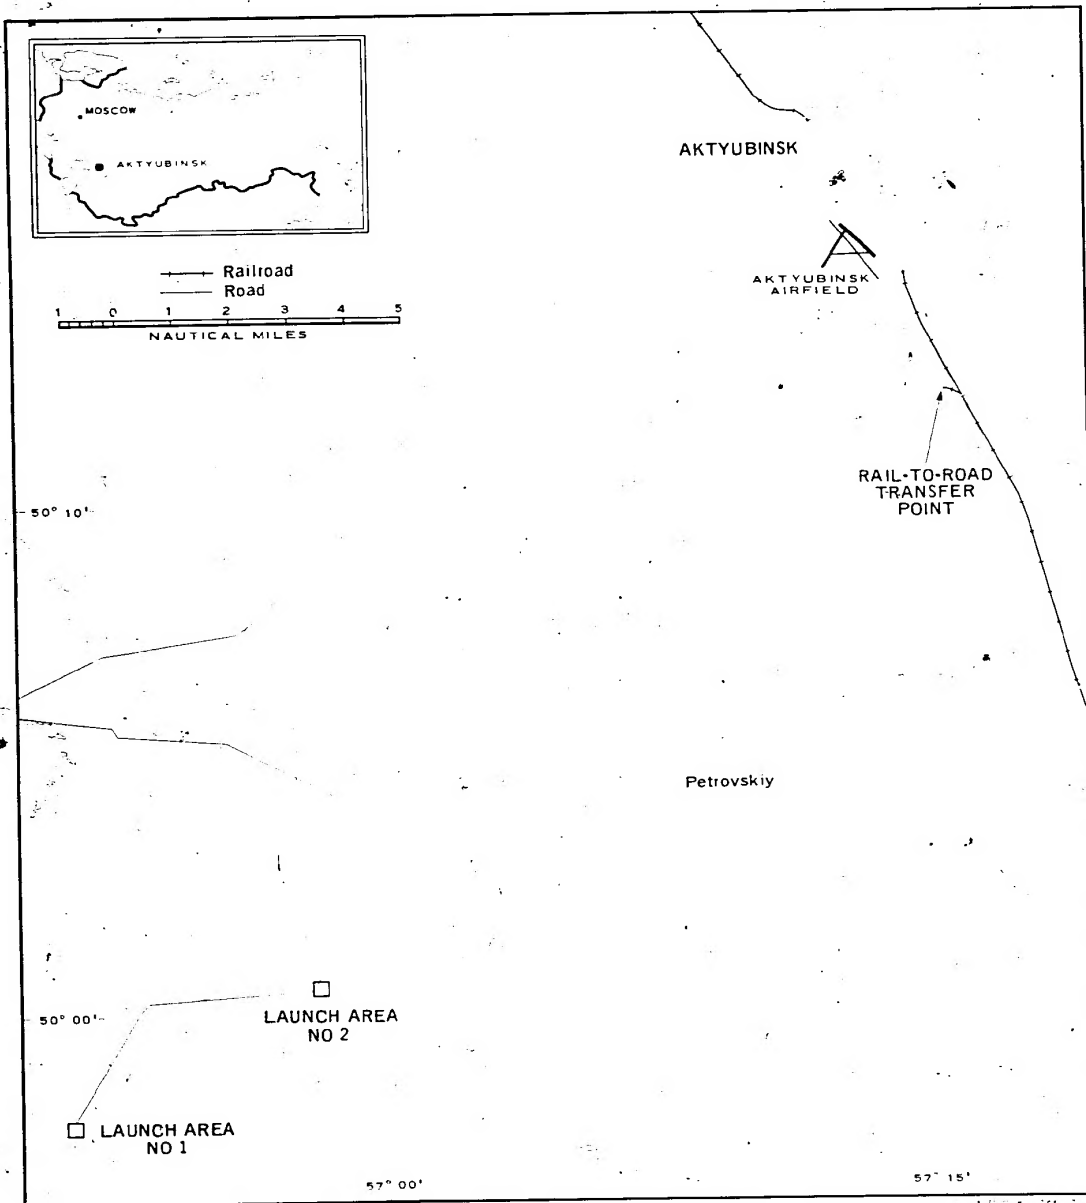 MOSCOW
AKTYUBINSK
Railroad
Road
1 0 1 2 3 4 5
NAUTICAL MILES
AKTYUBINSK
AKTYUBINSK
AIRFIELD
RAIL-TO-ROAD
TRANSFER
POINT
50° 10'
Petrovskiy
50° 00'
LAUNCH AREA
NO 2
LAUNCH AREA
NO 1
57° 00'
57° 15'